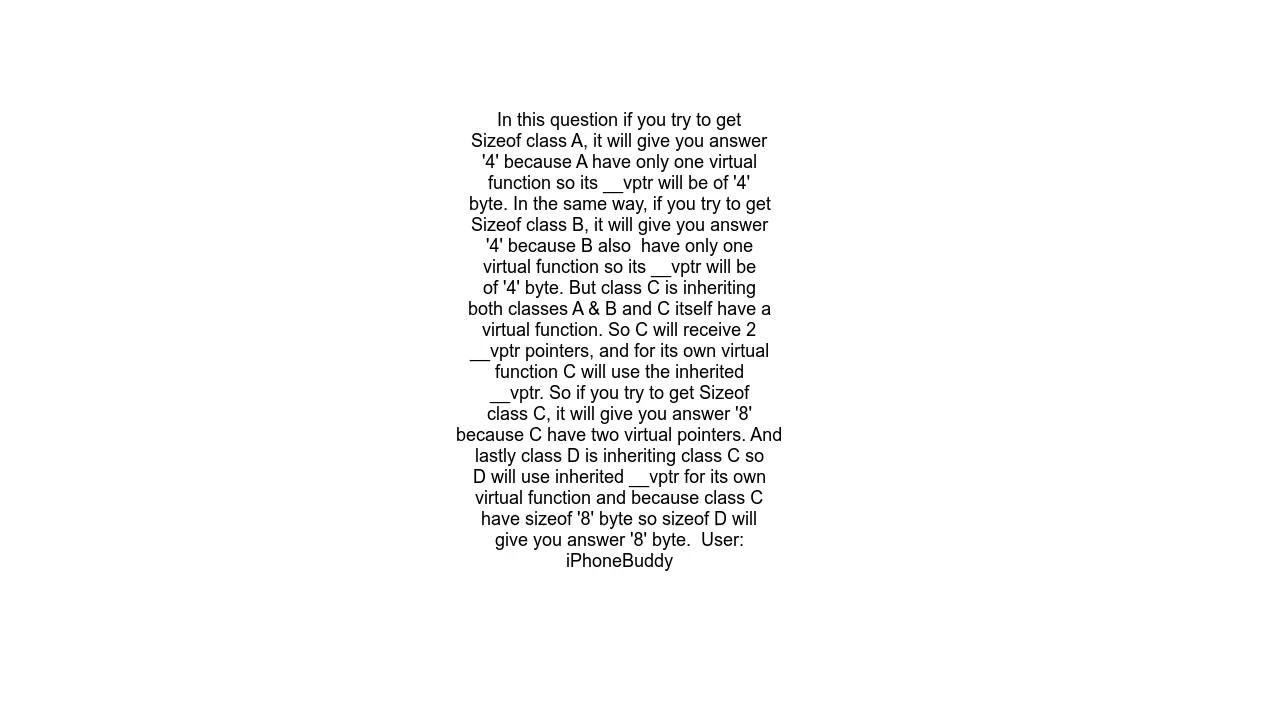 In this question if you try to get
Sizeof class A, it will give you answer
'4' because A have only one virtual
function so its __vptr will be of '4'
byte. In the same way, if you try to get
Sizeof class B, it will give you answer
'4' because B also  have only one
virtual function so its __vptr will be
of '4' byte. But class C is inheriting
both classes A & B and C itself have a
virtual function. So C will receive 2
__vptr pointers, and for its own virtual
function C will use the inherited
__vptr. So if you try to get Sizeof
class C, it will give you answer '8'
because C have two virtual pointers. And
lastly class D is inheriting class C so
D will use inherited __vptr for its own
virtual function and because class C
have sizeof '8' byte so sizeof D will
give you answer '8' byte.  User:
iPhoneBuddy